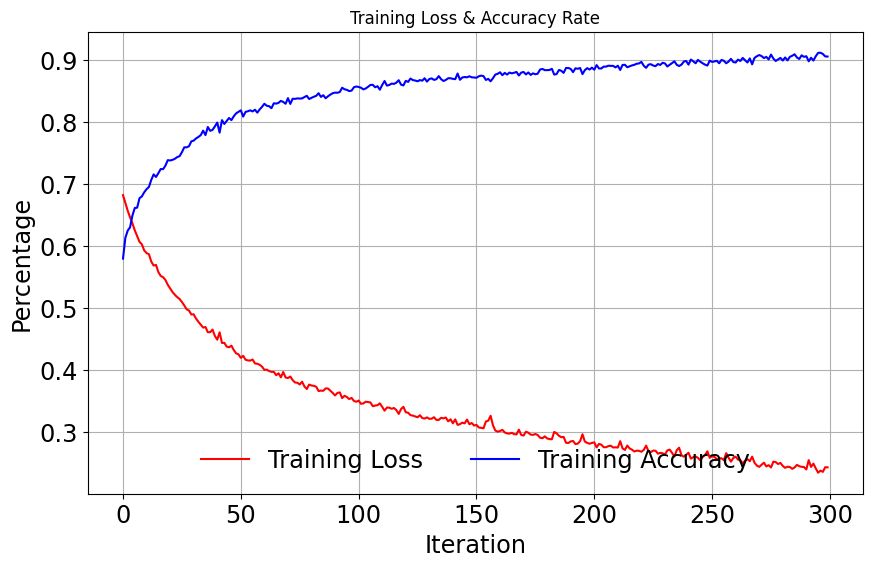 Training Loss & Accuracy Rate
0.9
0.8
0.7
0.6
0.5
0.4
0.3
Percentage
Training Loss
Training Accuracy
0 50 100 150 200 250 300
Iteration